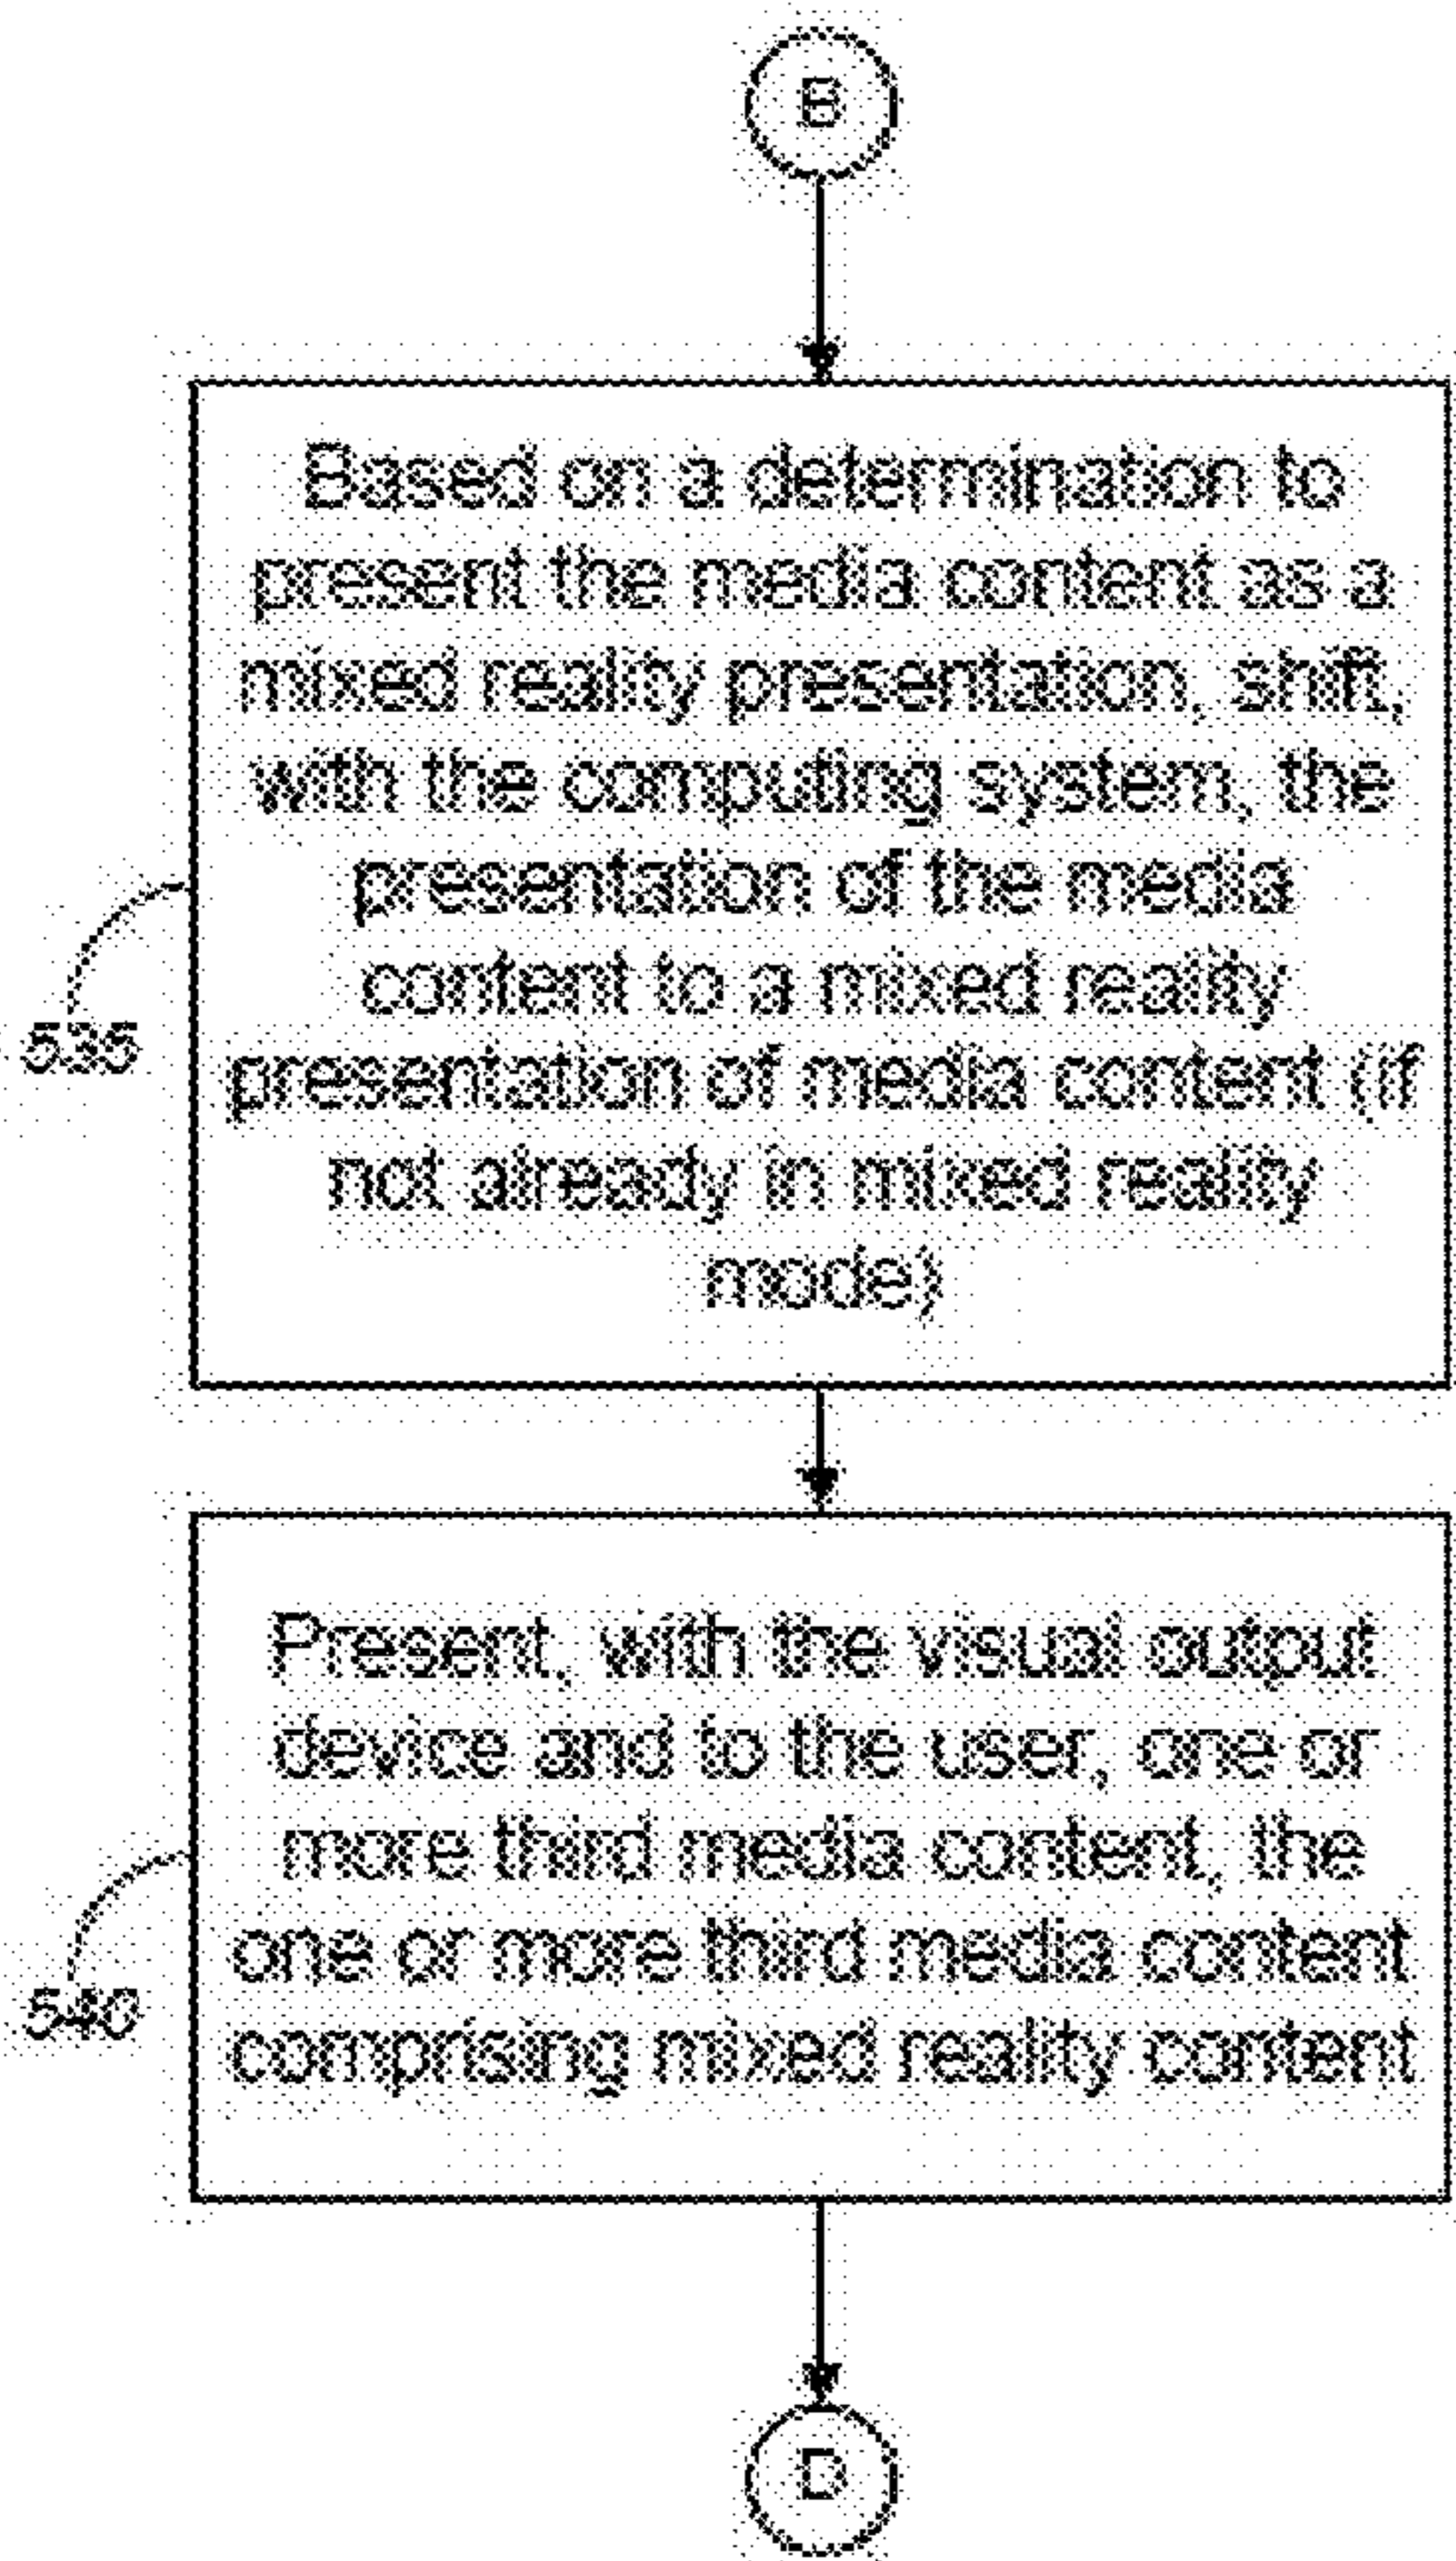 B
Based on a determination to
present the media content as a
mixed reality presentation, shift,
with the computing system, the
presentation of the media
content to a mixed reality
presentation of media content (if
not already in mixed reality
mode)
535
Present, with the visual output
device and to the user, one or
more third media content, the
one or more third media content
comprising mixed reality content
540
D